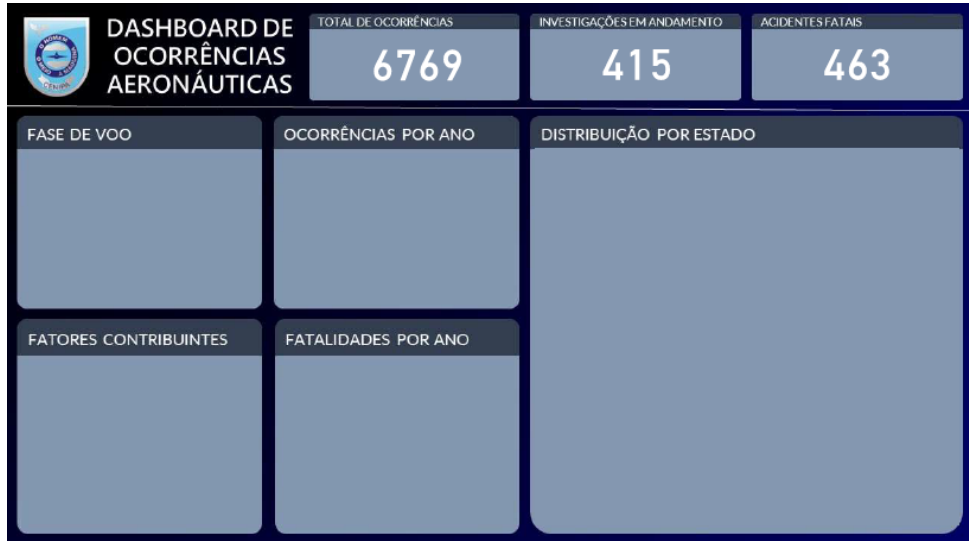 DASHBOARD DE
OCORRÊNCIAS
AERONÁUTICAS
TOTAL DE OCORRÊNCIAS
6769
INVESTIGAÇÕES EM ANDAMENTO
415
ACIDENTES FATAIS
463
FASE DE VOO
OCORRÊNCIAS POR ANO
DISTRIBUIÇÃO POR ESTADO
FATORES CONTRIBUINTES
FATALIDADES POR ANO